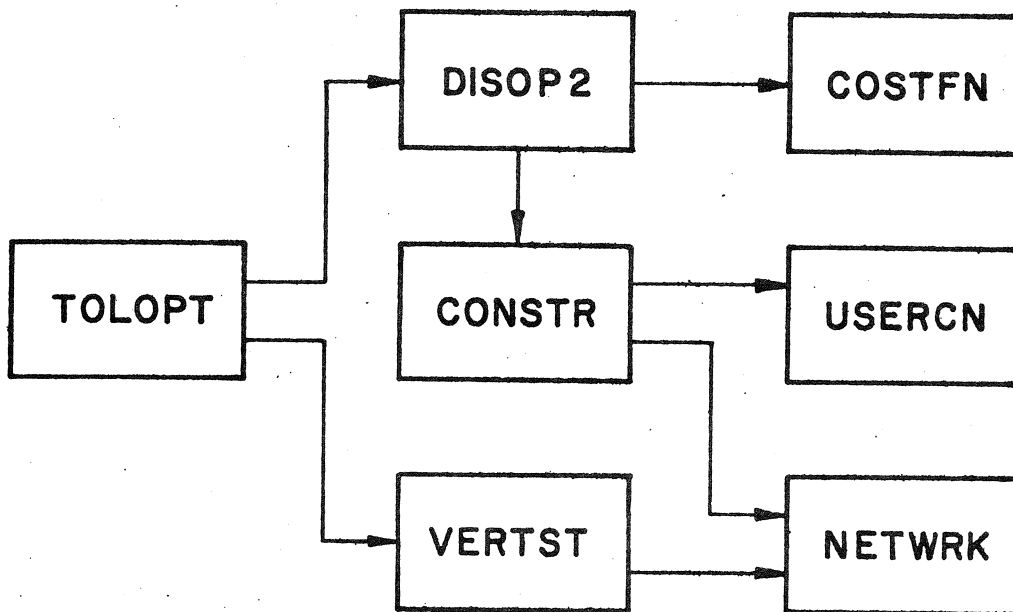 DISOP2
COSTFN
TOLOPT
CONSTR
USERCN
VERTST
NETWRK